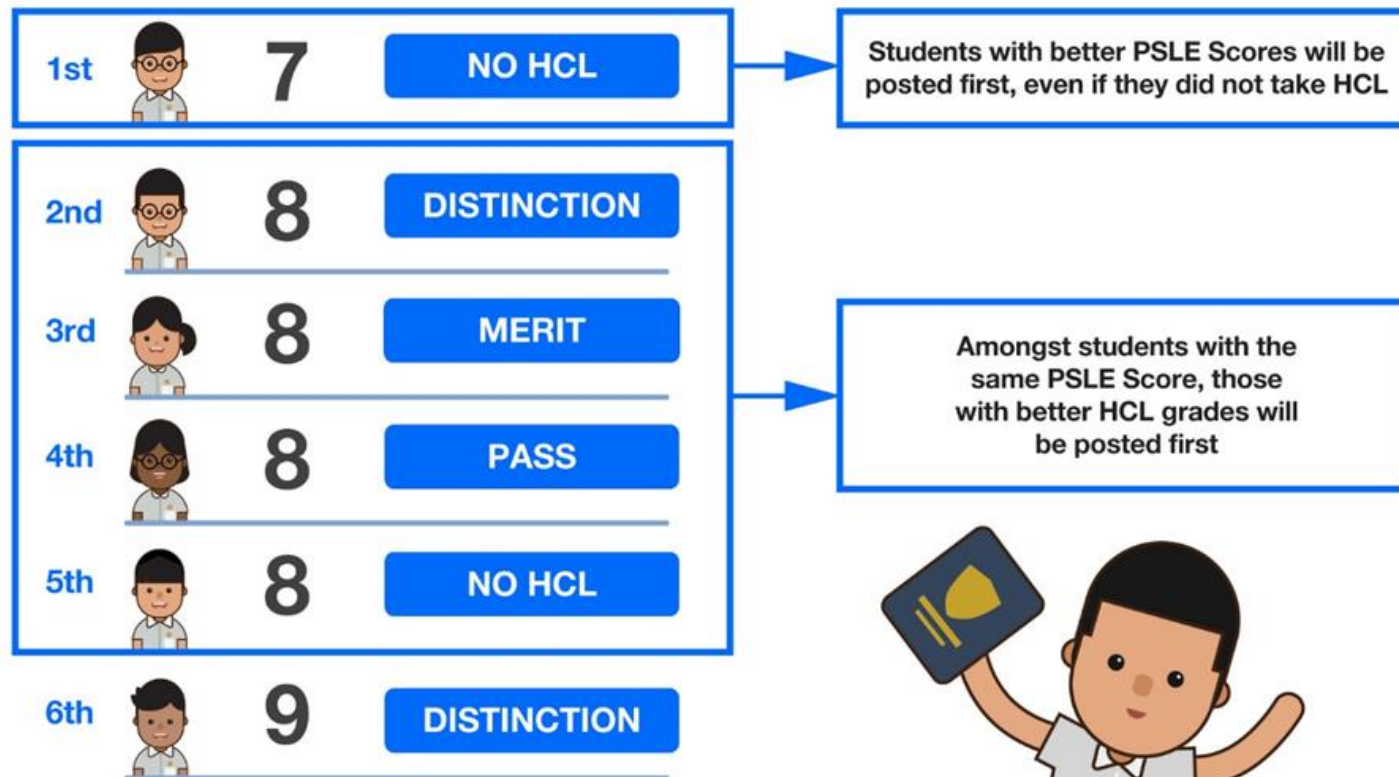 1st 7 NO HCL
Students with better PSLE Scores will be
posted first, even if they did not take HCL
2nd 8 DISTINCTION
3rd 8 MERIT
4th 8 PASS
5th 8 NO HCL
Amongst students with the
same PSLE Score, those
with better HCL grades will
be posted first
6th 9 DISTINCTION